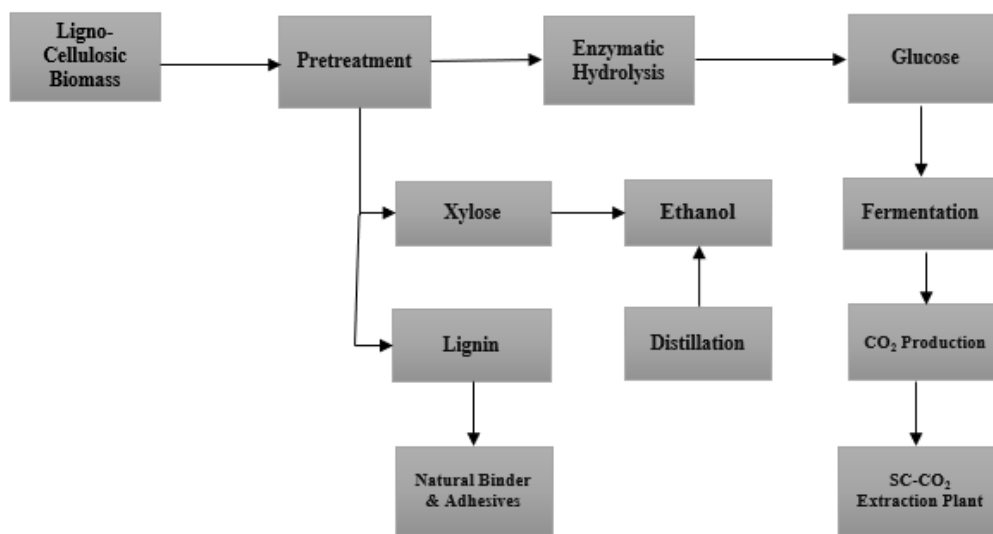 Ligno-
Cellulosic
Biomass
Pretreatment
Enzymatic
Hydrolysis
Glucose
Xylose
Ethanol
Fermentation
Lignin
Distillation
CO₂ Production
Natural Binder
& Adhesives
SC-CO₂
Extraction Plant